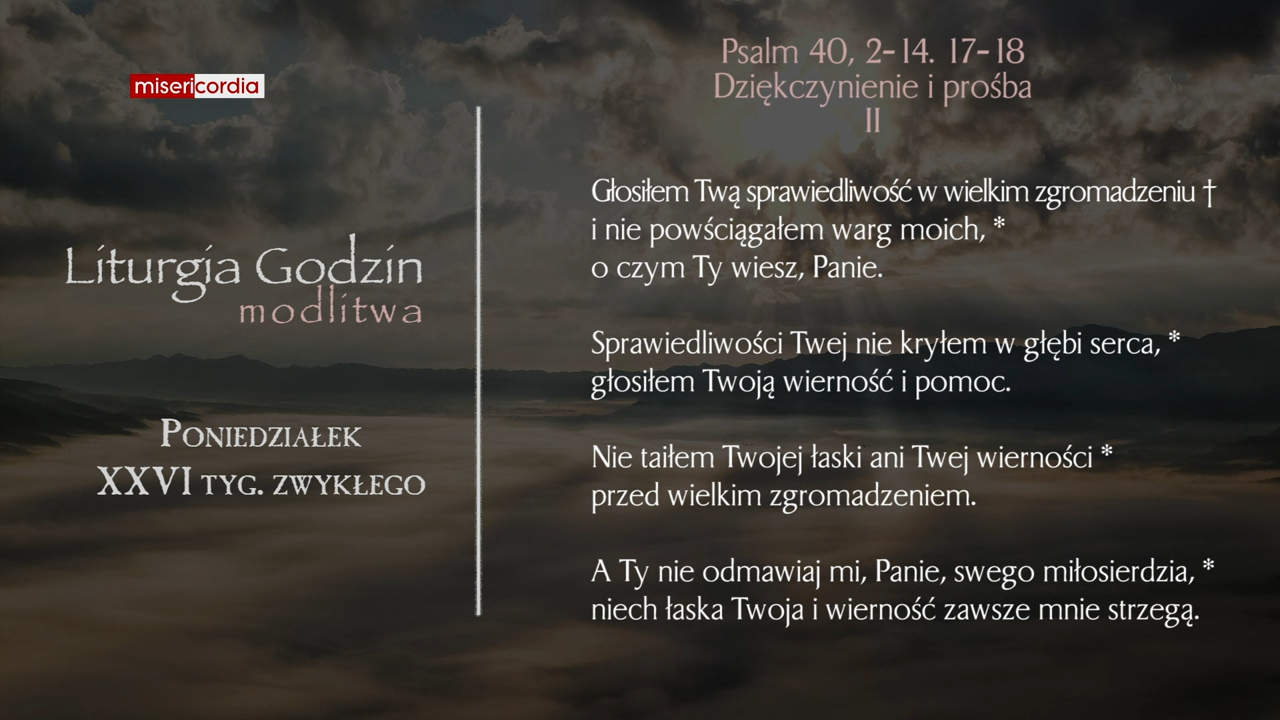 misericordia
Liturgia Godzin
modlitwa
Poniedziałek
XXVI tyg. zwykłego
Psalm 40, 2-14. 17-18
Dziękczynienie i prośba
II
Głosiłem Twą sprawiedliwość w wielkim zgromadzeniu †
i nie powściągałem warg moich, *
o czym Ty wiesz, Panie.
Sprawiedliwości Twej nie kryłem w głębi serca, *
głosiłem Twoją wierność i pomoc.
Nie taiłem Twojej łaski ani Twej wierności *
przed wielkim zgromadzeniem.
A Ty nie odmawiaj mi, Panie, swego miłosierdzia, *
niech łaska Twoja i wierność zawsze mnie strzegą.